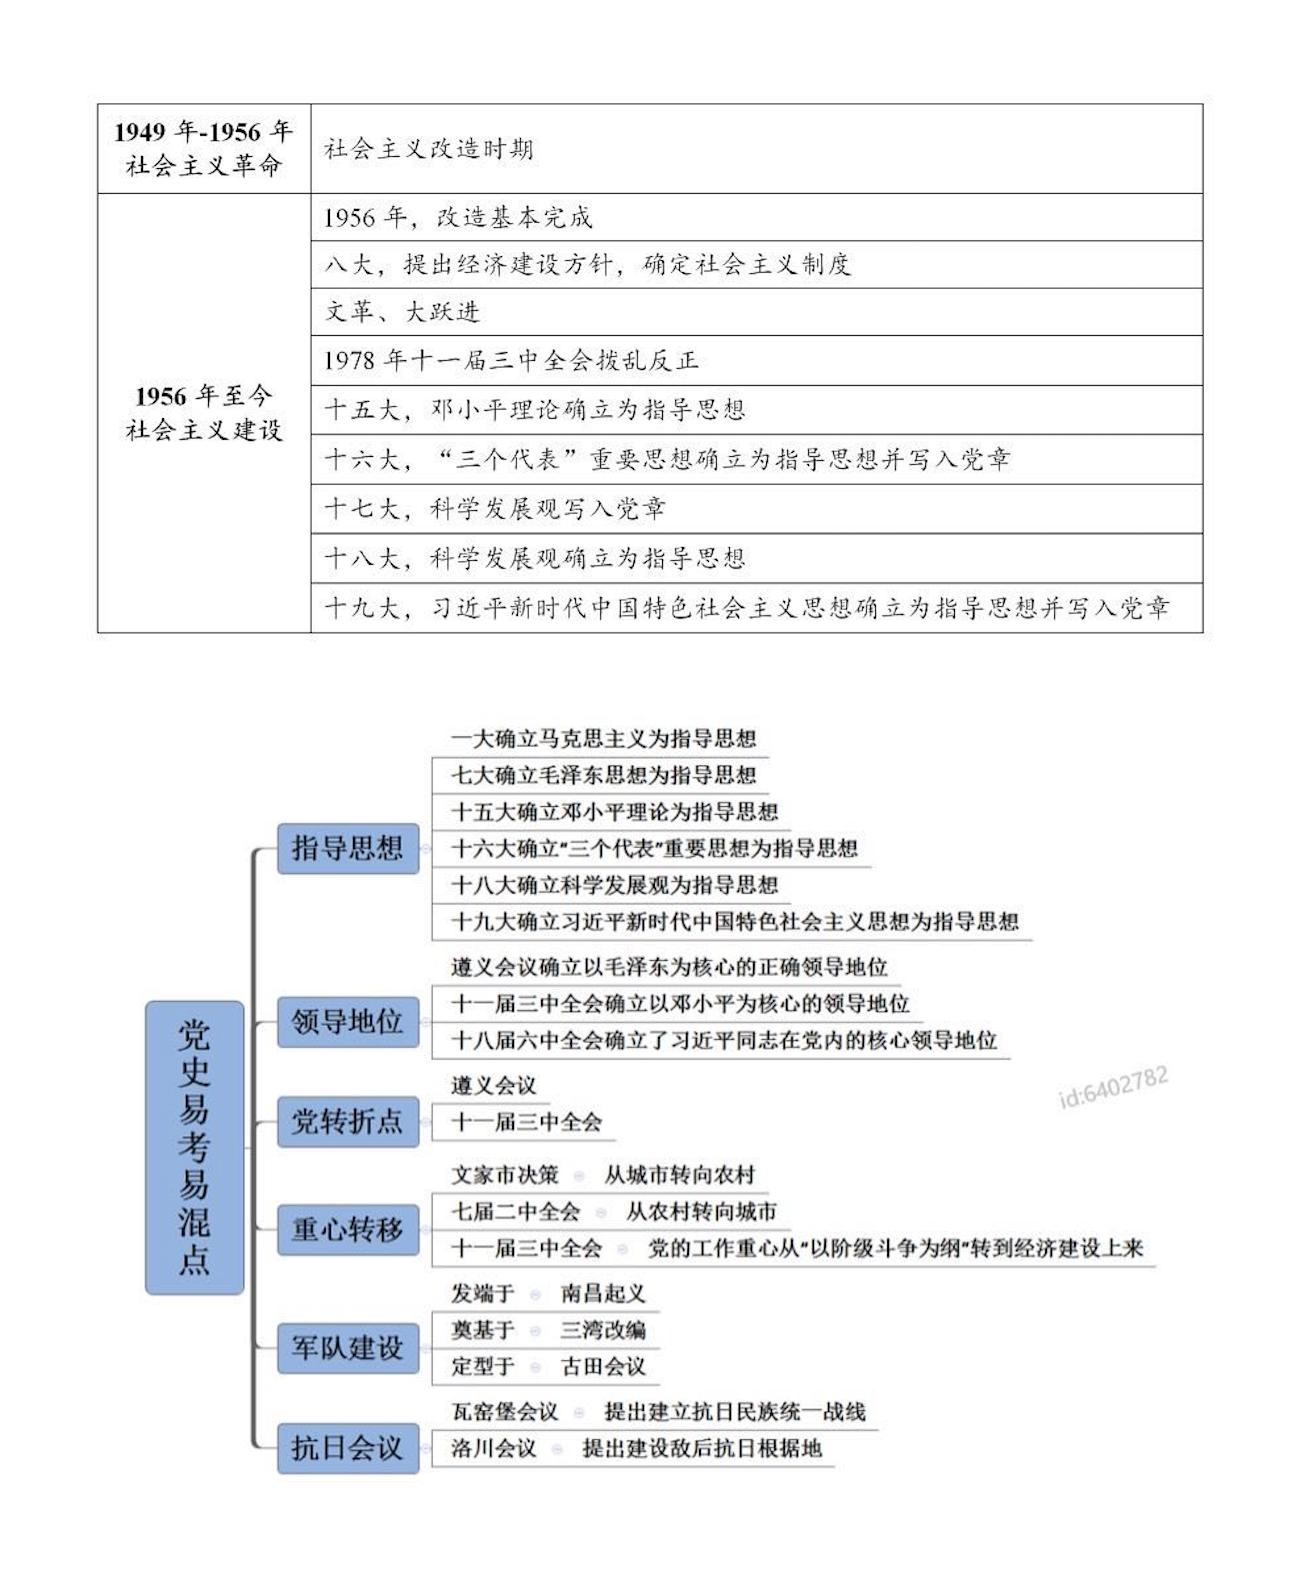 1949 年-1956 年
社会主义革命
社会主义改造时期
1956 年至今
社会主义建设
1956 年，改造基本完成
八大，提出经济建设方针，确定社会主义制度
文革、大跃进
1978 年十一届三中全会拨乱反正
十五大，邓小平理论确立为指导思想
十六大，“三个代表”重要思想确立为指导思想并写入党章
十七大，科学发展观写入党章
十八大，科学发展观确立为指导思想
十九大，习近平新时代中国特色社会主义思想确立为指导思想并写入党章
党史易考易混点
指导思想
一大确立马克思主义为指导思想
七大确立毛泽东思想为指导思想
十五大确立邓小平理论为指导思想
十六大确立“三个代表”重要思想为指导思想
十八大确立科学发展观为指导思想
十九大确立习近平新时代中国特色社会主义思想为指导思想
领导地位
遵义会议确立以毛泽东为核心的正确领导地位
十一届三中全会确立以邓小平为核心的领导地位
十八届六中全会确立了习近平同志在党内的核心领导地位
党转折点
遵义会议
十一届三中全会
重心转移
文家市决策 从城市转向农村
七届二中全会 从农村转向城市
十一届三中全会 党的工作重心从“以阶级斗争为纲”转到经济建设上来
军队建设
发端于 南昌起义
奠基于 三湾改编
定型于 古田会议
抗日会议
瓦窑堡会议 提出建立抗日民族统一战线
洛川会议 提出建设敌后抗日根据地
id:6402782